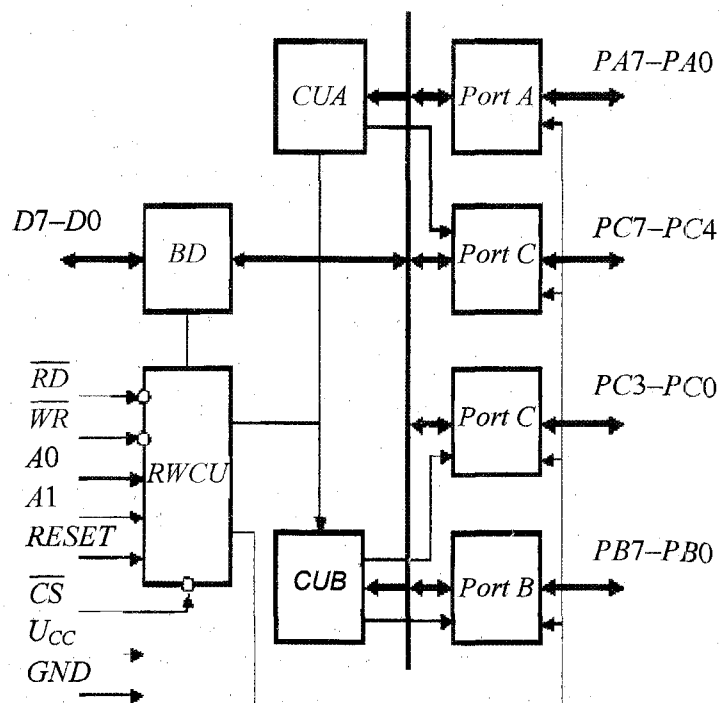 CUA
Port A
PA7–PA0
D7–D0
BD
Port C
PC7–PC4
RD
WR
A0
A1
RESET
CS
UCC
GND
RWCU
Port C
PC3–PC0
CUB
Port B
PB7–PB0